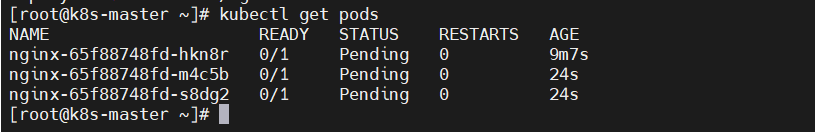 [root@k8s-master ~]# kubectl get pods
NAME READY STATUS RESTARTS AGE
nginx-65f88748fd-hkn8r 0/1 Pending 0 9m7s
nginx-65f88748fd-m4c5b 0/1 Pending 0 24s
nginx-65f88748fd-s8dg2 0/1 Pending 0 24s
[root@k8s-master ~]#